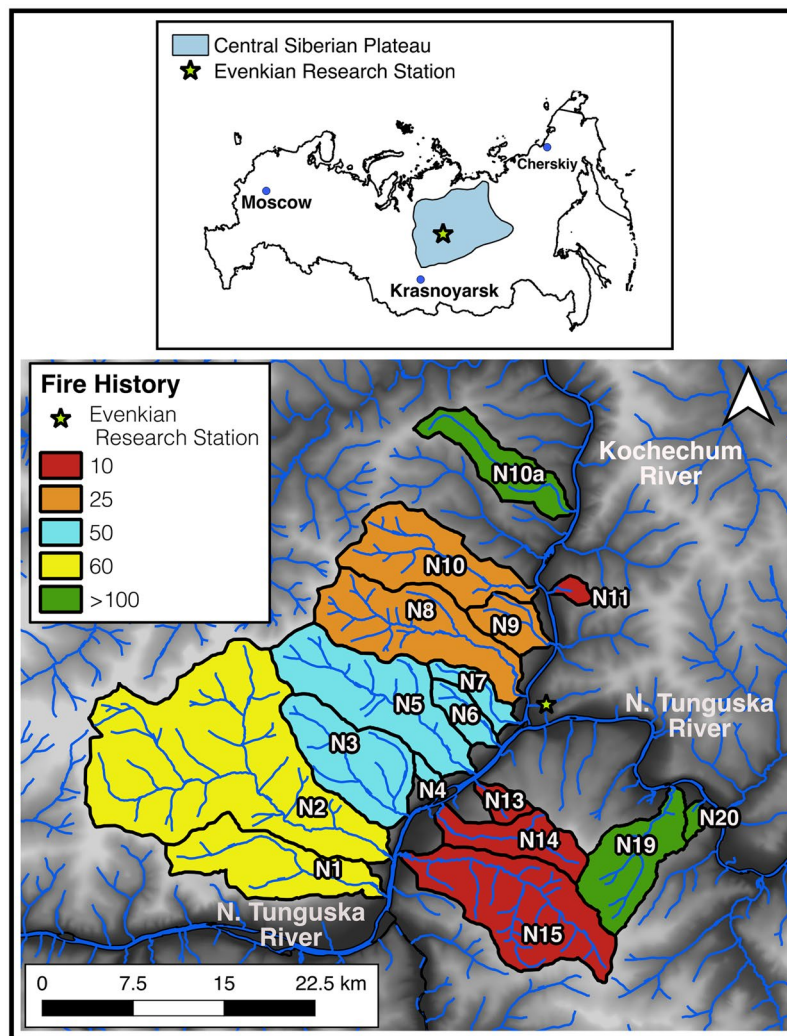 Central Siberian Plateau
Evenkian Research Station
Cherskiy
Moscow
Krasnoyarsk
Fire History
Evenkian
Research Station
10
25
50
60
>100
N10a
Kochechum
River
N10
N11
N8
N9
N7
N5
N6
N. Tunguska
River
N3
N4
N2
N13
N20
N14
N19
N1
N. Tunguska
River
N15
0 7.5 15 22.5 km